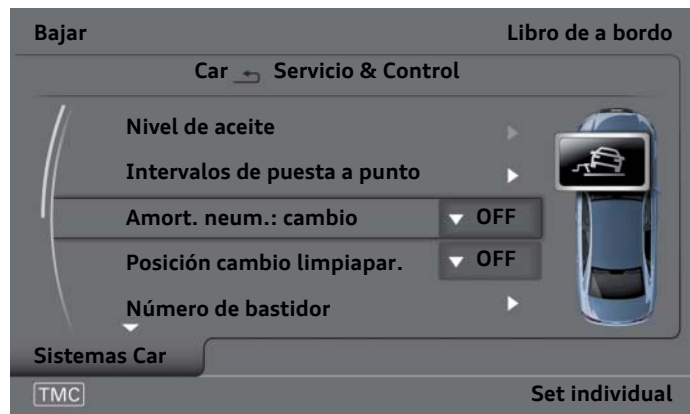 Bajar Libro de a bordo
Car Servicio & Control
Nivel de aceite
Intervalos de puesta a punto
Amort. neum.: cambio OFF
Posición cambio limpiapar. OFF
Número de bastidor
Sistemas Car
TMC Set individual